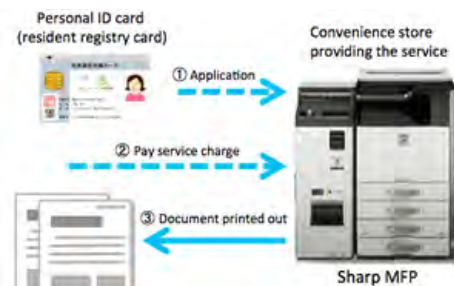 Personal ID card
(resident registry card)
Convenience store
providing the service
① Application
② Pay service charge
③ Document printed out
Sharp MFP